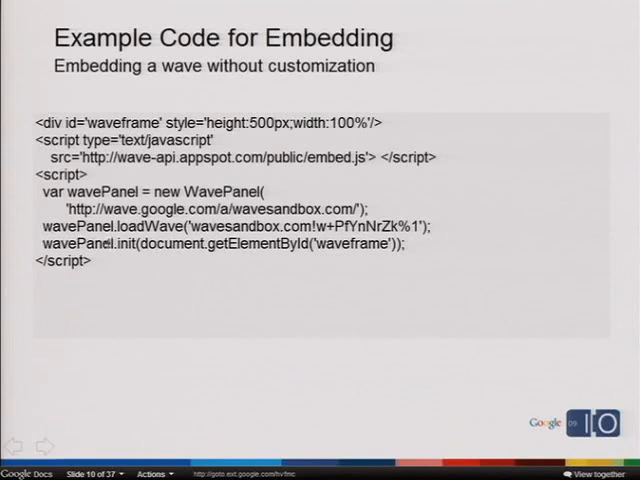 Example Code for Embedding
Embedding a wave without customization
<div id='waveframe' style='height:500px;width:100%'/>
<script type='text/javascript'
src='http://wave-api.appspot.com/public/embed.js'> </script>
<script>
var wavePanel = new WavePanel(
'http://wave.google.com/a/wavesandbox.com/');
wavePanel.loadWave('wavesandbox.com!w+PfYnNrZk%1');
wavePanel.init(document.getElementById('waveframe'));
</script>
Google 09 IO
Google Docs Slide 10 of 37 Actions http://goto.ext.google.com/ View together